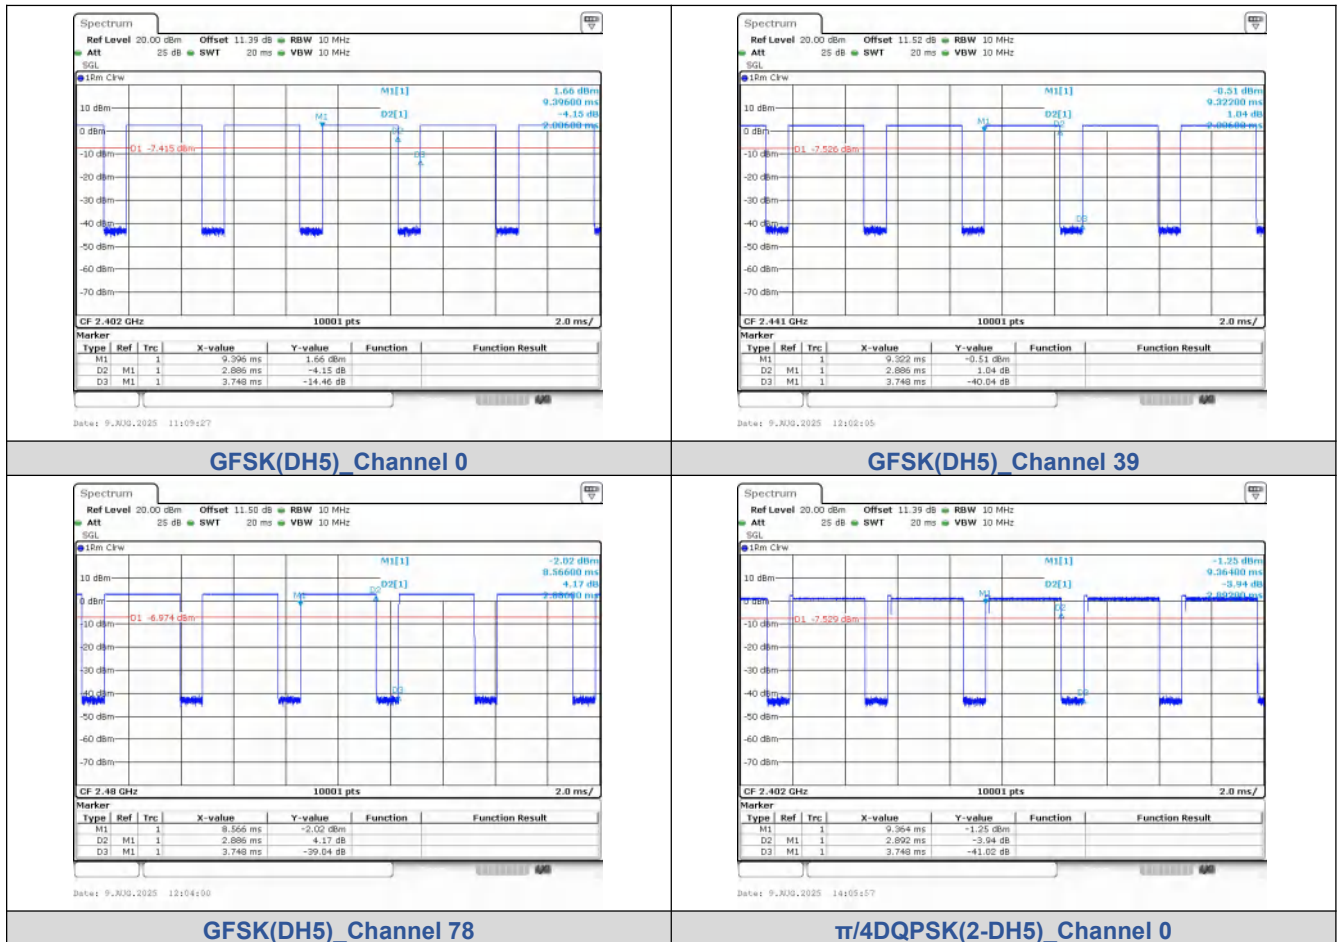 Spectrum
Ref Level 20.00 dBm Offset 11.39 dB RBW 10 MHz
Att 25 dB SWT 20 ms VBW 10 MHz
SGL
1Rm Clrw
M1[1] 1.66 dBm
9.39600 ms
10 dBm
D2[1] -4.15 dB
2.88600 ms
M1
0 dBm
D2
D1 -7.415 dBm
-10 dBm
D3
-20 dBm
-30 dBm
-40 dBm
-50 dBm
-60 dBm
-70 dBm
CF 2.402 GHz 10001 pts 2.0 ms/
Marker
Type Ref Trc X-value Y-value Function Function Result
M1 1 9.396 ms 1.66 dBm
D2 M1 1 2.886 ms -4.15 dB
D3 M1 1 3.748 ms -14.46 dB
Date: 9.AUG.2025 11:09:27
GFSK(DH5)_Channel 0
Spectrum
Ref Level 20.00 dBm Offset 11.52 dB RBW 10 MHz
Att 25 dB SWT 20 ms VBW 10 MHz
SGL
1Rm Clrw
M1[1] -0.51 dBm
9.32200 ms
10 dBm
D2[1] 1.04 dB
2.88600 ms
M1
D2
0 dBm
D1 -7.526 dBm
-10 dBm
-20 dBm
-30 dBm
D3
-40 dBm
-50 dBm
-60 dBm
-70 dBm
CF 2.441 GHz 10001 pts 2.0 ms/
Marker
Type Ref Trc X-value Y-value Function Function Result
M1 1 9.322 ms -0.51 dBm
D2 M1 1 2.886 ms 1.04 dB
D3 M1 1 3.748 ms -40.04 dB
Date: 9.AUG.2025 12:02:05
GFSK(DH5)_Channel 39
Spectrum
Ref Level 20.00 dBm Offset 11.50 dB RBW 10 MHz
Att 25 dB SWT 20 ms VBW 10 MHz
SGL
1Rm Clrw
M1[1] -2.02 dBm
8.56600 ms
10 dBm
D2[1] 4.17 dB
2.88600 ms
D2
M1
0 dBm
D1 -6.974 dBm
-10 dBm
-20 dBm
-30 dBm
D3
-40 dBm
-50 dBm
-60 dBm
-70 dBm
CF 2.48 GHz 10001 pts 2.0 ms/
Marker
Type Ref Trc X-value Y-value Function Function Result
M1 1 8.566 ms -2.02 dBm
D2 M1 1 2.886 ms 4.17 dB
D3 M1 1 3.748 ms -39.04 dB
Date: 9.AUG.2025 12:04:00
GFSK(DH5)_Channel 78
Spectrum
Ref Level 20.00 dBm Offset 11.39 dB RBW 10 MHz
Att 25 dB SWT 20 ms VBW 10 MHz
SGL
1Rm Clrw
M1[1] -1.25 dBm
9.36400 ms
10 dBm
D2[1] -3.94 dB
2.89200 ms
M1
0 dBm
D2
D1 -7.529 dBm
-10 dBm
-20 dBm
-30 dBm
D3
-40 dBm
-50 dBm
-60 dBm
-70 dBm
CF 2.402 GHz 10001 pts 2.0 ms/
Marker
Type Ref Trc X-value Y-value Function Function Result
M1 1 9.364 ms -1.25 dBm
D2 M1 1 2.892 ms -3.94 dB
D3 M1 1 3.748 ms -41.02 dB
Date: 9.AUG.2025 14:05:57
π/4DQPSK(2-DH5)_Channel 0